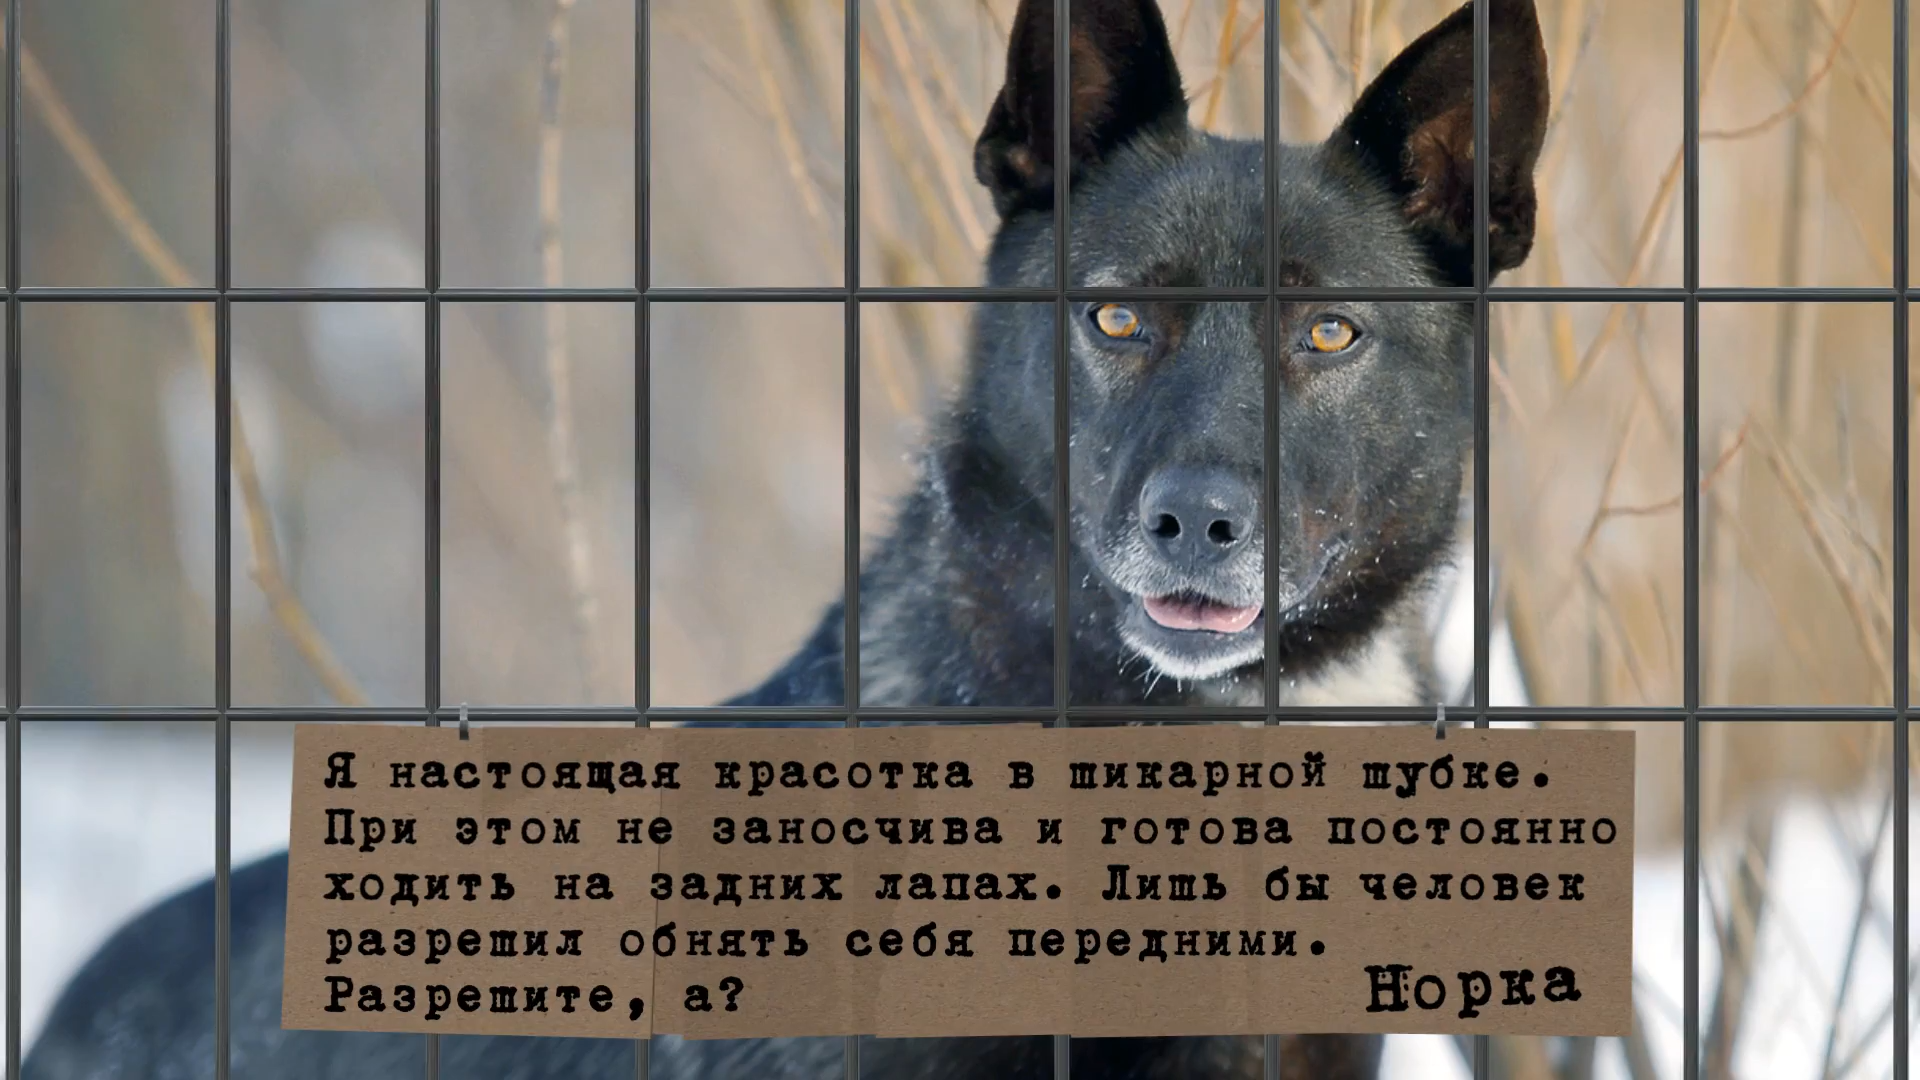 Я настоящая красотка в шикарной шубке.
При этом не заносчива и готова постоянно
ходить на задних лапах. Лишь бы человек
разрешил обнять себя передними.
Разрешите, а?
Норка